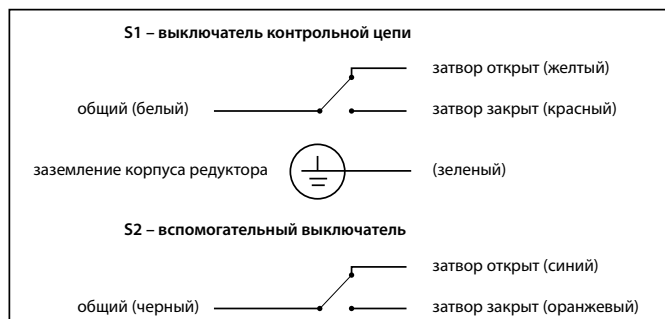 S1 – выключатель контрольной цепи
затвор открыт (желтый)
общий (белый)
затвор закрыт (красный)
заземление корпуса редуктора
(зеленый)
S2 – вспомогательный выключатель
затвор открыт (синий)
общий (черный)
затвор закрыт (оранжевый)